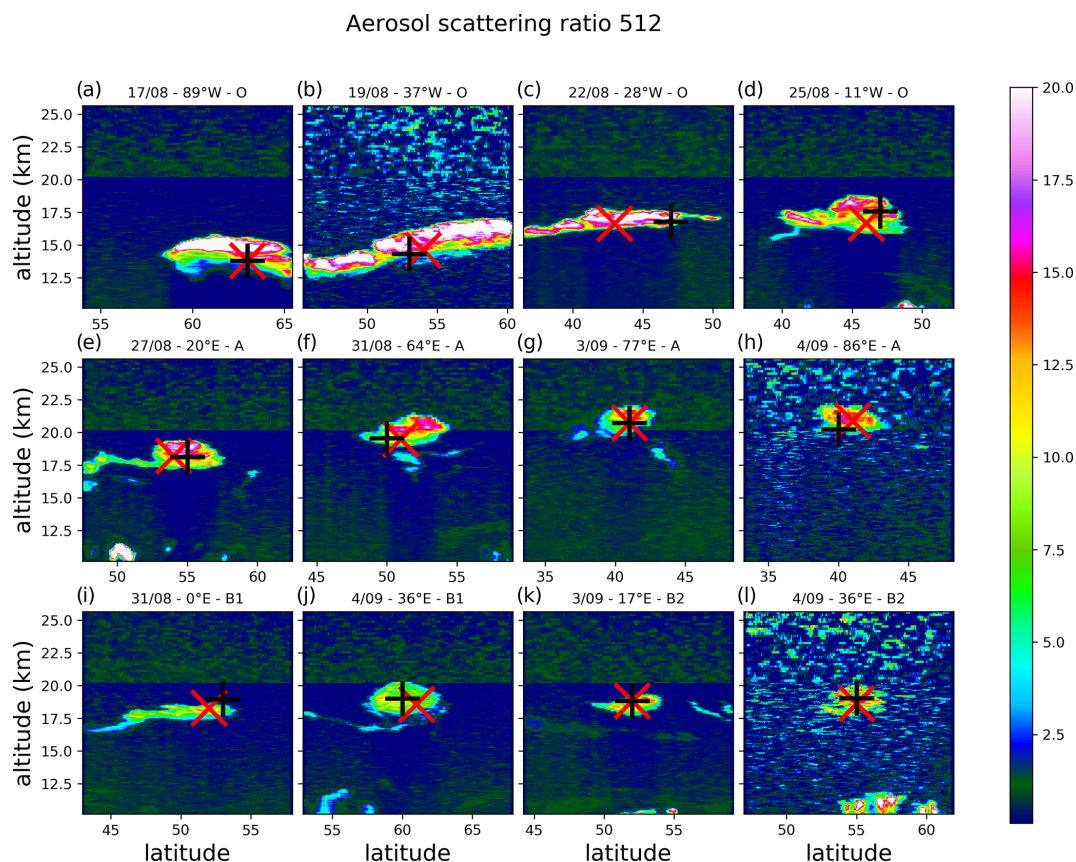 Aerosol scattering ratio 512
(a) (b) (c) (d)
17/08 - 89°W - O 19/08 - 37°W - O 22/08 - 28°W - O 25/08 - 11°W - O
altitude (km)
25.0
22.5
20.0
17.5
15.0
12.5
55 60 65
50 55 60
40 45 50
40 45 50
(e) (f) (g) (h)
27/08 - 20°E - A 31/08 - 64°E - A 3/09 - 77°E - A 4/09 - 86°E - A
altitude (km)
25.0
22.5
20.0
17.5
15.0
12.5
50 55 60
45 50 55
35 40 45
35 40 45
(i) (j) (k) (l)
31/08 - 0°E - B1 4/09 - 36°E - B1 3/09 - 17°E - B2 4/09 - 36°E - B2
altitude (km)
25.0
22.5
20.0
17.5
15.0
12.5
45 50 55
55 60 65
45 50 55
50 55 60
latitude latitude latitude latitude
20.0
17.5
15.0
12.5
10.0
7.5
5.0
2.5